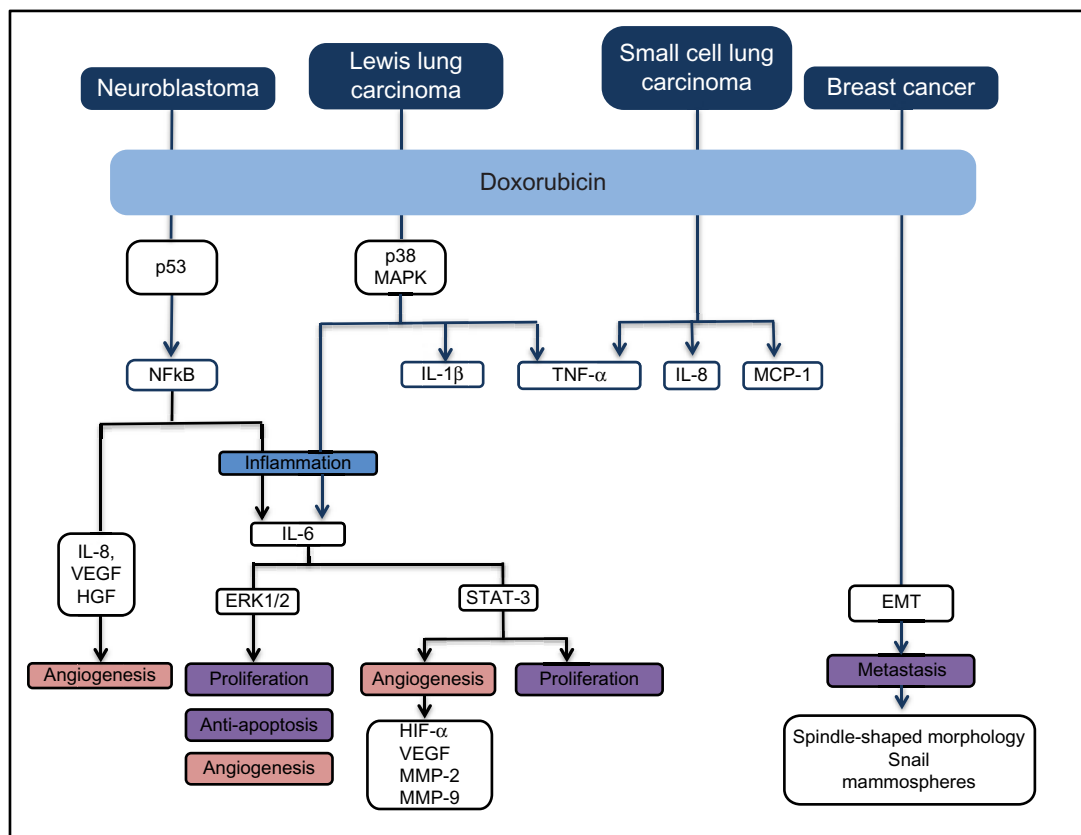 Neuroblastoma
Lewis lung
carcinoma
Small cell lung
carcinoma
Breast cancer
Doxorubicin
p53
p38
MAPK
NFkB
IL-1β
TNF-α
IL-8
MCP-1
Inflammation
IL-6
IL-8,
VEGF
HGF
ERK1/2
STAT-3
EMT
Angiogenesis
Proliferation
Angiogenesis
Proliferation
Metastasis
Anti-apoptosis
Angiogenesis
HIF-α
VEGF
MMP-2
MMP-9
Spindle-shaped morphology
Snail
mammospheres